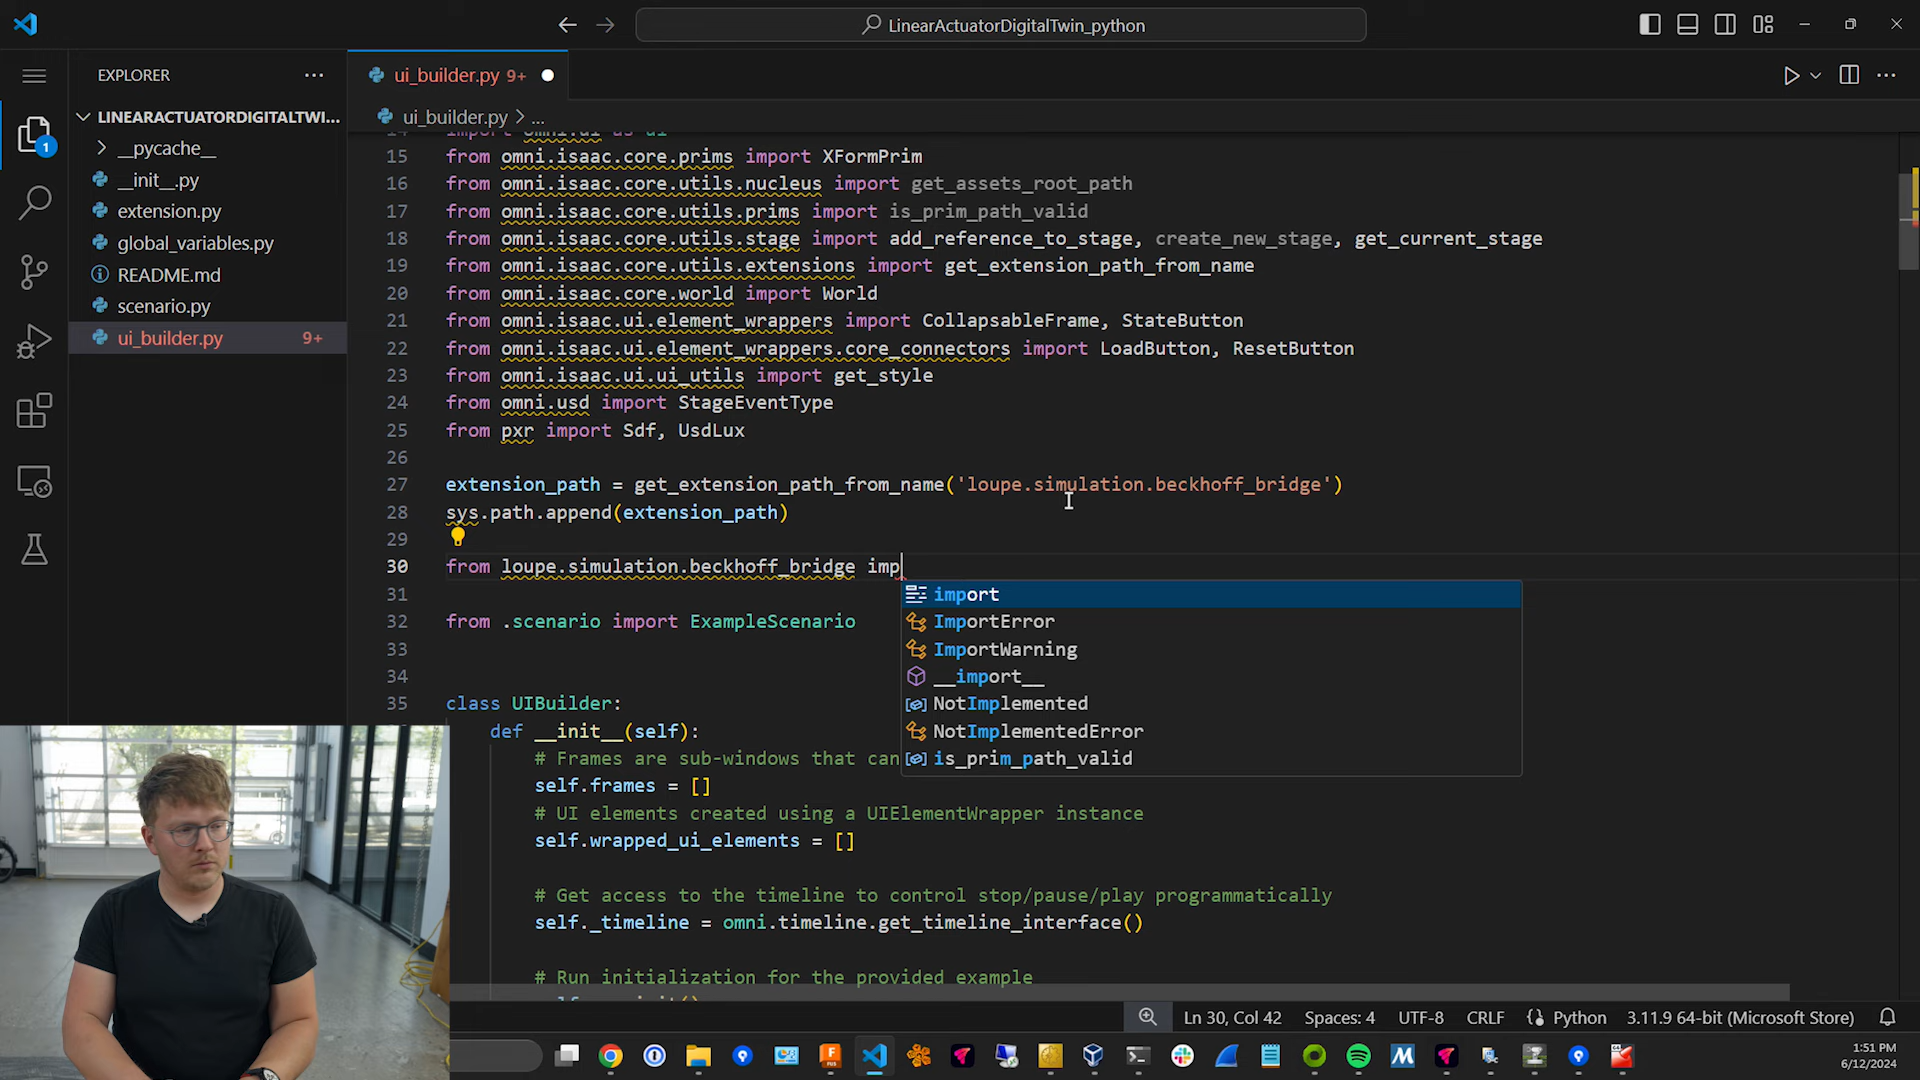 LinearActuatorDigitalTwin_python
EXPLORER
ui_builder.py 9+
LINEARACTUATORDIGITALTWI...
ui_builder.py > ...
__pycache__
__init__.py
extension.py
global_variables.py
README.md
scenario.py
ui_builder.py 9+
1
14 import omni.ui as ui
15 from omni.isaac.core.prims import XFormPrim
16 from omni.isaac.core.utils.nucleus import get_assets_root_path
17 from omni.isaac.core.utils.prims import is_prim_path_valid
18 from omni.isaac.core.utils.stage import add_reference_to_stage, create_new_stage, get_current_stage
19 from omni.isaac.core.utils.extensions import get_extension_path_from_name
20 from omni.isaac.core.world import World
21 from omni.isaac.ui.element_wrappers import CollapsableFrame, StateButton
22 from omni.isaac.ui.element_wrappers.core_connectors import LoadButton, ResetButton
23 from omni.isaac.ui.ui_utils import get_style
24 from omni.usd import StageEventType
25 from pxr import Sdf, UsdLux
26
27 extension_path = get_extension_path_from_name('loupe.simulation.beckhoff_bridge')
28 sys.path.append(extension_path)
29
30 from loupe.simulation.beckhoff_bridge imp
31
import
32 from .scenario import ExampleScenario
ImportError
33
ImportWarning
34
__import__
35 class UIBuilder:
NotImplemented
def __init__(self):
NotImplementedError
# Frames are sub-windows that can
is_prim_path_valid
self.frames = []
# UI elements created using a UIElementWrapper instance
self.wrapped_ui_elements = []
# Get access to the timeline to control stop/pause/play programmatically
self._timeline = omni.timeline.get_timeline_interface()
# Run initialization for the provided example
Ln 30, Col 42 Spaces: 4 UTF-8 CRLF Python 3.11.9 64-bit (Microsoft Store)
1:51 PM
6/12/2024